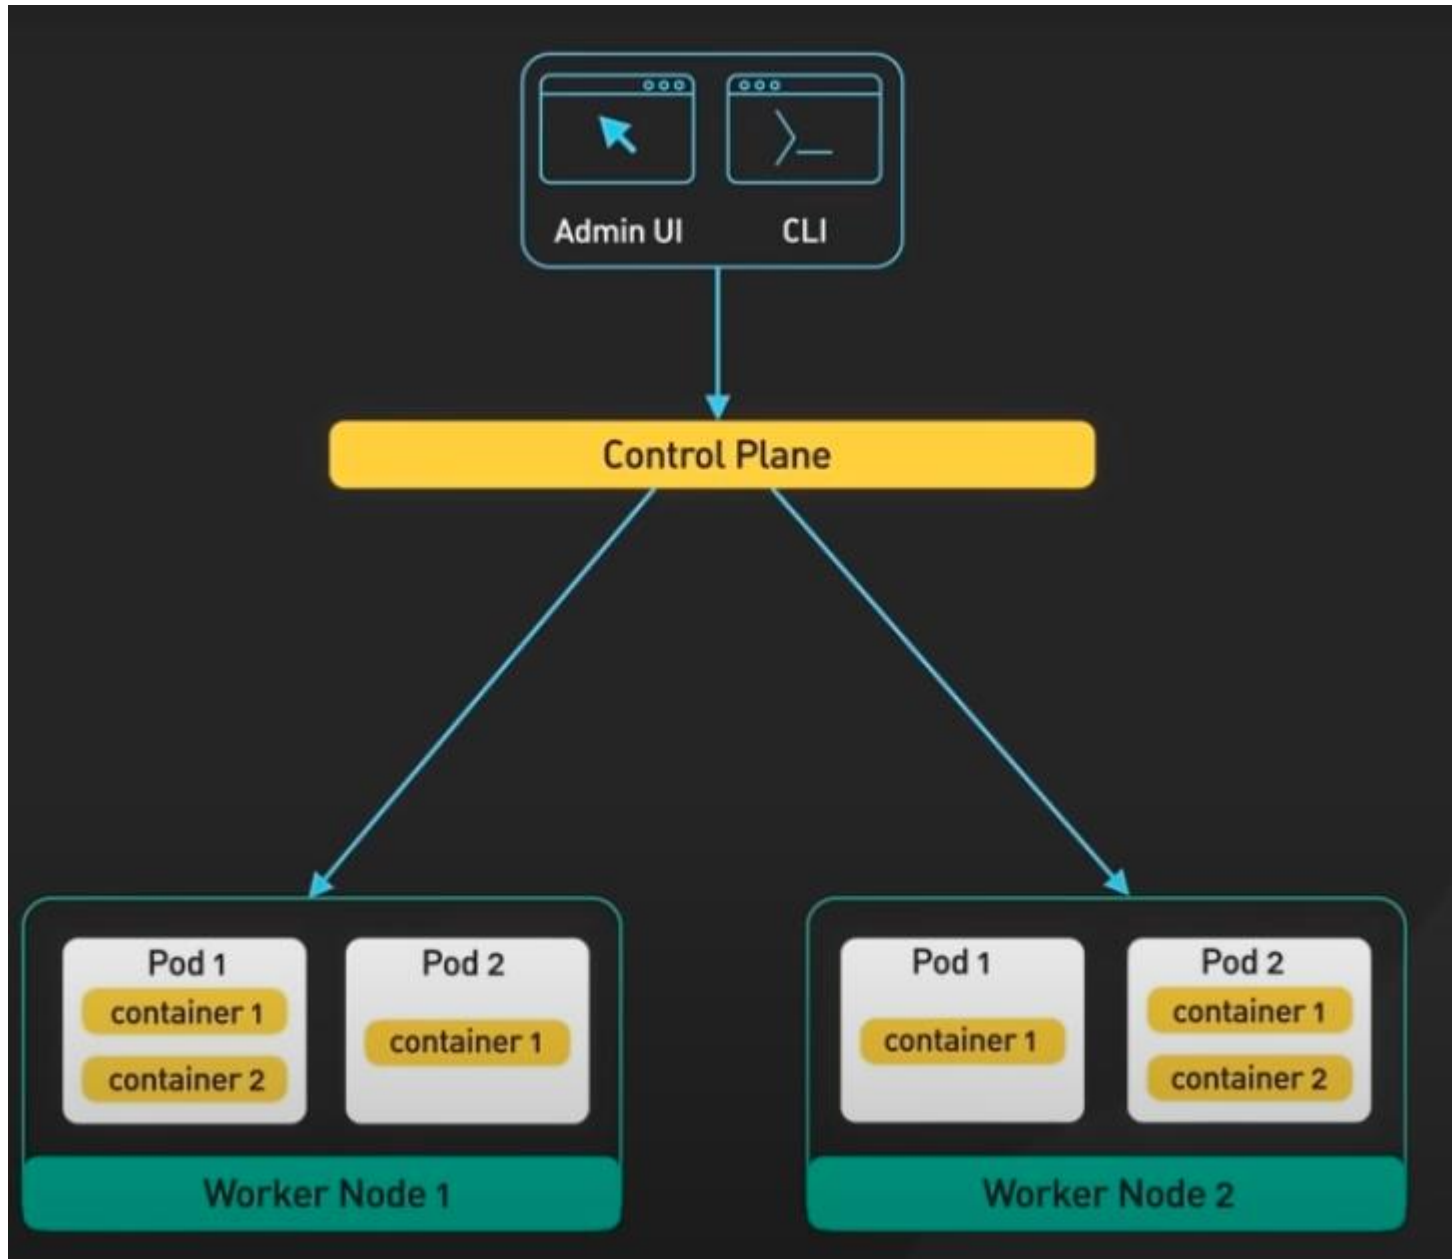 Admin UI
CLI
Control Plane
Pod 1
container 1
container 2
Pod 2
container 1
Worker Node 1
Pod 1
container 1
Pod 2
container 1
container 2
Worker Node 2